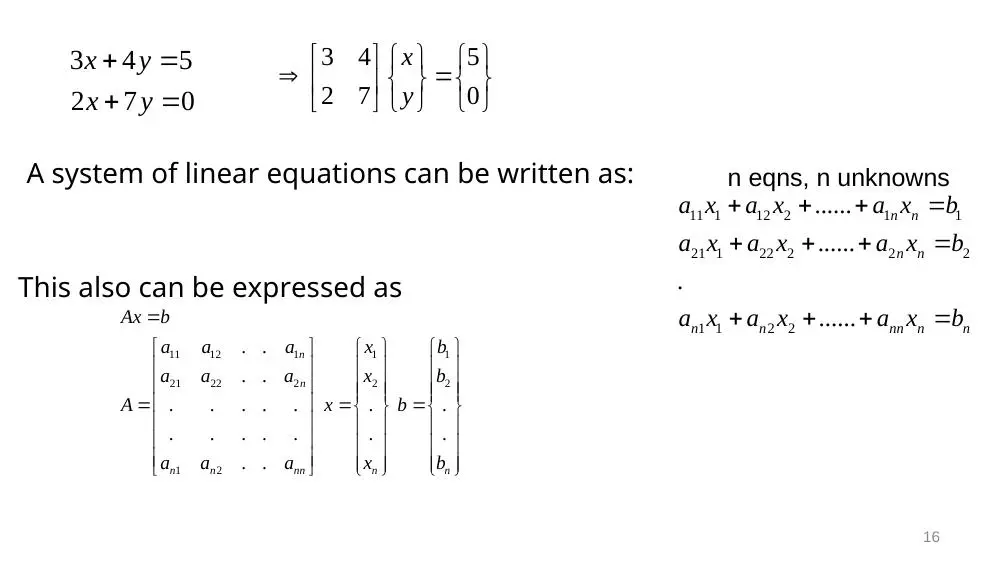 3x + 4y = 5
2x + 7y = 0
⇒ [3 4; 2 7] {x; y} = {5; 0}
A system of linear equations can be written as:
n eqns, n unknowns
a₁₁x₁ + a₁₂x₂ + ...... + a₁ₙxₙ = b₁
a₂₁x₁ + a₂₂x₂ + ...... + a₂ₙxₙ = b₂
.
aₙ₁x₁ + aₙ₂x₂ + ...... + aₙₙxₙ = bₙ
This also can be expressed as
Ax = b
A = [a₁₁ a₁₂ . . a₁ₙ; a₂₁ a₂₂ . . a₂ₙ; . . . . .; . . . . .; aₙ₁ aₙ₂ . . aₙₙ] x = {x₁; x₂; .; .; xₙ} b = {b₁; b₂; .; .; bₙ}
16